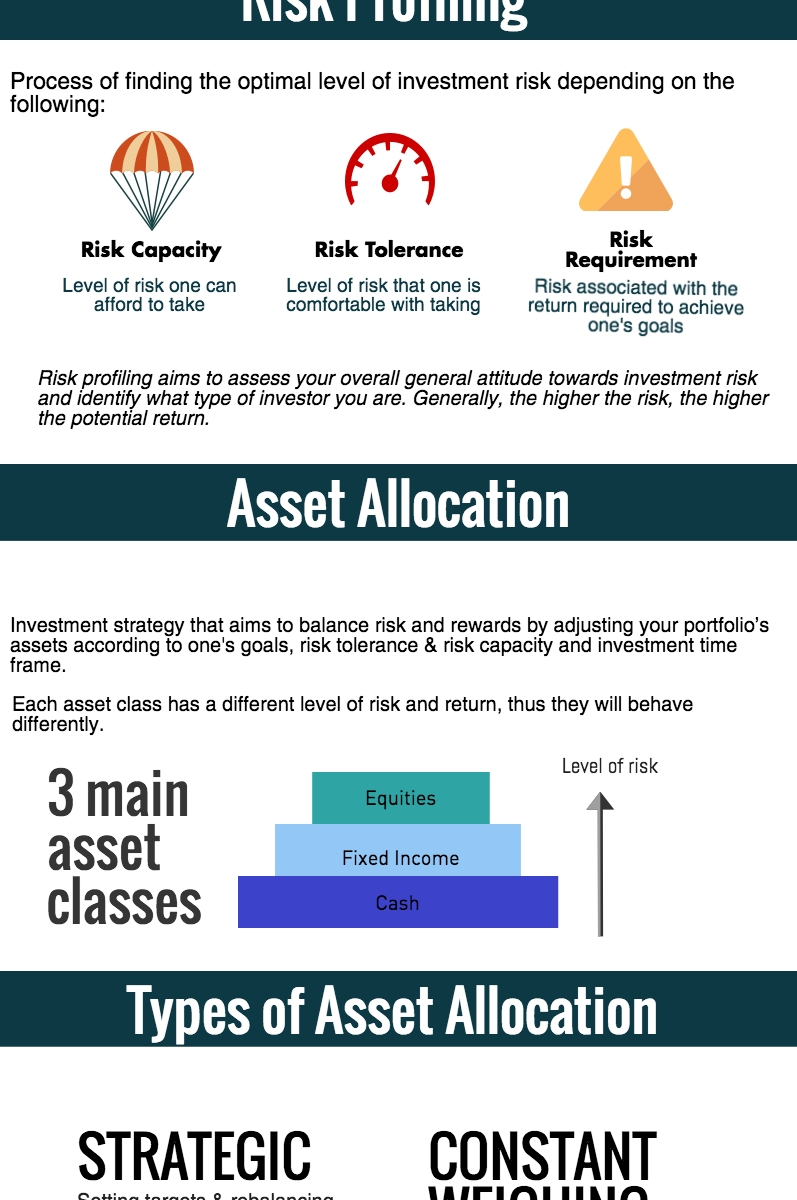 Risk Profiling
Process of finding the optimal level of investment risk depending on the
following:
Risk Capacity
Level of risk one can
afford to take
Risk Tolerance
Level of risk that one is
comfortable with taking
Risk
Requirement
Risk associated with the
return required to achieve
one's goals
Risk profiling aims to assess your overall general attitude towards investment risk
and identify what type of investor you are. Generally, the higher the risk, the higher
the potential return.
Asset Allocation
Investment strategy that aims to balance risk and rewards by adjusting your portfolio’s
assets according to one's goals, risk tolerance & risk capacity and investment time
frame.
Each asset class has a different level of risk and return, thus they will behave
differently.
3 main
asset
classes
Equities
Fixed Income
Cash
Level of risk
Types of Asset Allocation
STRATEGIC
Setting targets & rebalancing
CONSTANT
WEIGHING